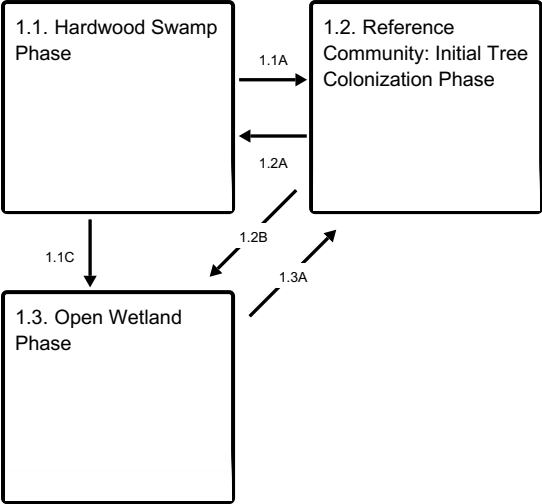 1.1. Hardwood Swamp
Phase
1.2. Reference
Community: Initial Tree
Colonization Phase
1.1A
1.2A
1.2B
1.1C
1.3A
1.3. Open Wetland
Phase